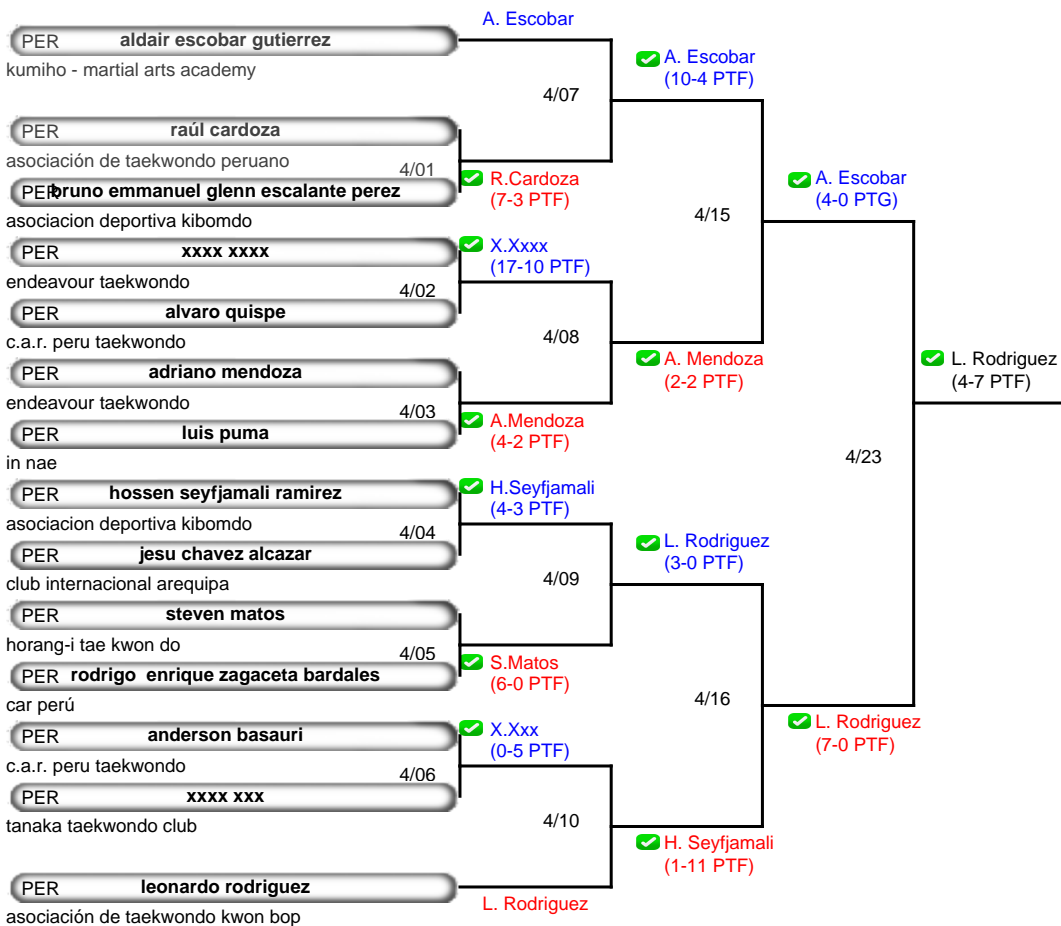 A. Escobar
PER aldair escobar gutierrez
kumiho - martial arts academy
A. Escobar
(10-4 PTF)
4/07
PER raúl cardoza
asociación de taekwondo peruano
4/01
PER bruno emmanuel glenn escalante perez
R.Cardoza
(7-3 PTF)
asociacion deportiva kibomdo
A. Escobar
(4-0 PTG)
4/15
PER xxxx xxxx
X.Xxxx
(17-10 PTF)
endeavour taekwondo
4/02
PER alvaro quispe
c.a.r. peru taekwondo
4/08
A. Mendoza
(2-2 PTF)
PER adriano mendoza
endeavour taekwondo
4/03
PER luis puma
A.Mendoza
(4-2 PTF)
in nae
L. Rodriguez
(4-7 PTF)
4/23
PER hossen seyfjamali ramirez
H.Seyfjamali
(4-3 PTF)
asociacion deportiva kibomdo
4/04
PER jesu chavez alcazar
club internacional arequipa
L. Rodriguez
(3-0 PTF)
4/09
PER steven matos
horang-i tae kwon do
4/05
PER rodrigo enrique zagaceta bardales
S.Matos
(6-0 PTF)
car perú
4/16
L. Rodriguez
(7-0 PTF)
PER anderson basauri
X.Xxx
(0-5 PTF)
c.a.r. peru taekwondo
4/06
PER xxxx xxx
tanaka taekwondo club
4/10
H. Seyfjamali
(1-11 PTF)
PER leonardo rodriguez
L. Rodriguez
asociación de taekwondo kwon bop